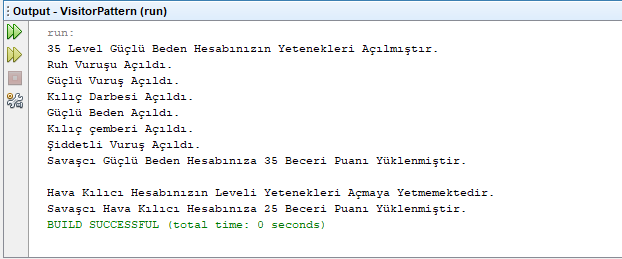 Output - VisitorPattern (run)
run:
35 Level Güçlü Beden Hesabınızın Yetenekleri Açılmıştır.
Ruh Vuruşu Açıldı.
Güçlü Vuruş Açıldı.
Kılıç Darbesi Açıldı.
Güçlü Beden Açıldı.
Kılıç çemberi Açıldı.
Şiddetli Vuruş Açıldı.
Savaşcı Güçlü Beden Hesabınıza 35 Beceri Puanı Yüklenmiştir.
Hava Kılıcı Hesabınızın Leveli Yetenekleri Açmaya Yetmemektedir.
Savaşcı Hava Kılıcı Hesabınıza 25 Beceri Puanı Yüklenmiştir.
BUILD SUCCESSFUL (total time: 0 seconds)